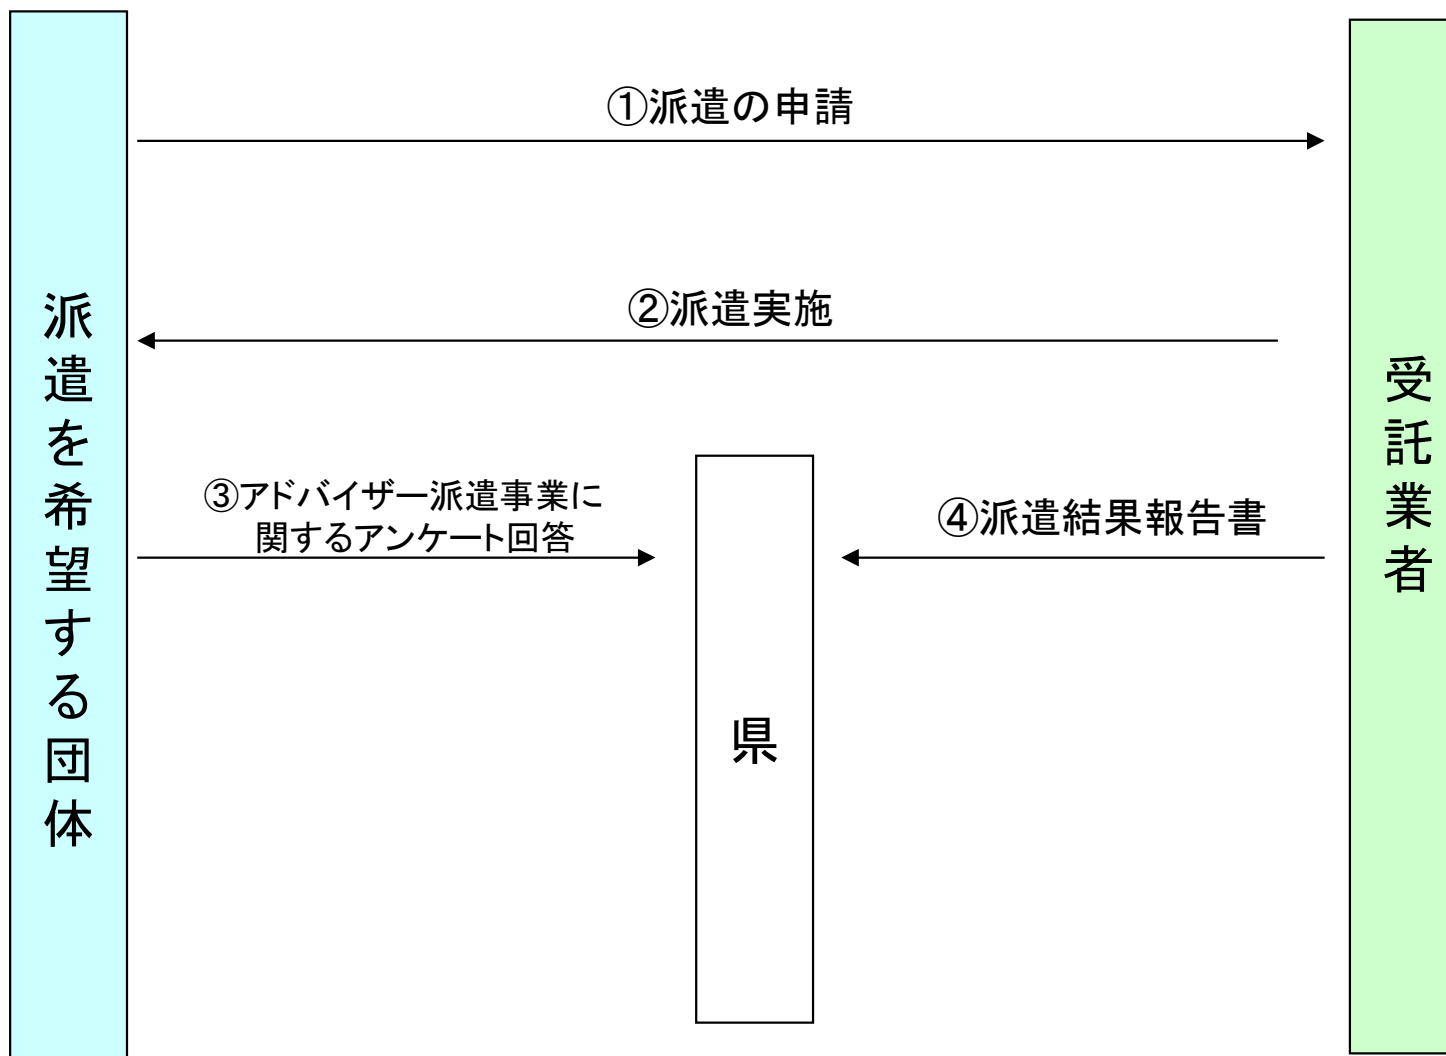 ①派遣の申請
②派遣実施
派遣を希望する団体
受託業者
③アドバイザー派遣事業に
関するアンケート回答
④派遣結果報告書
県